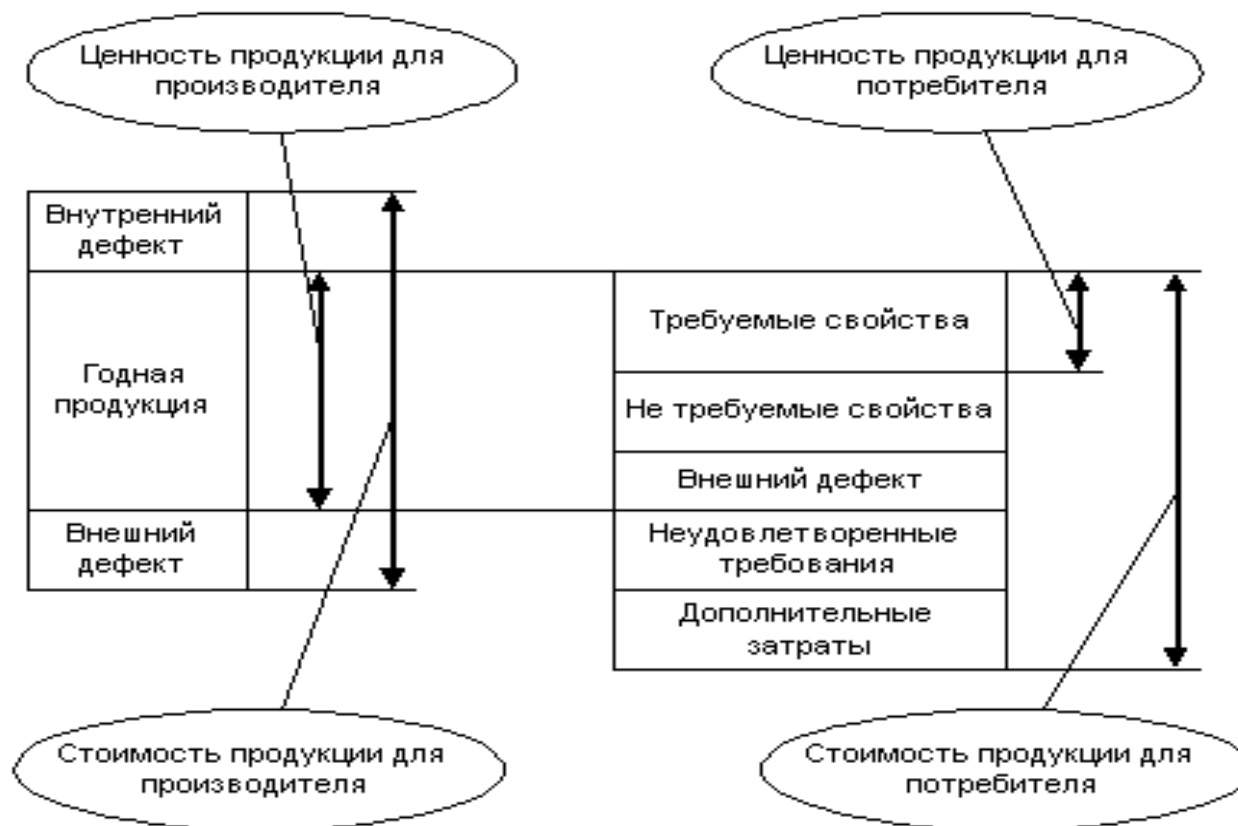 Ценность продукции для
производителя
Ценность продукции для
потребителя
Внутренний
дефект
Годная
продукция
Внешний
дефект
Требуемые свойства
Не требуемые свойства
Внешний дефект
Неудовлетворенные
требования
Дополнительные
затраты
Стоимость продукции для
производителя
Стоимость продукции для
потребителя